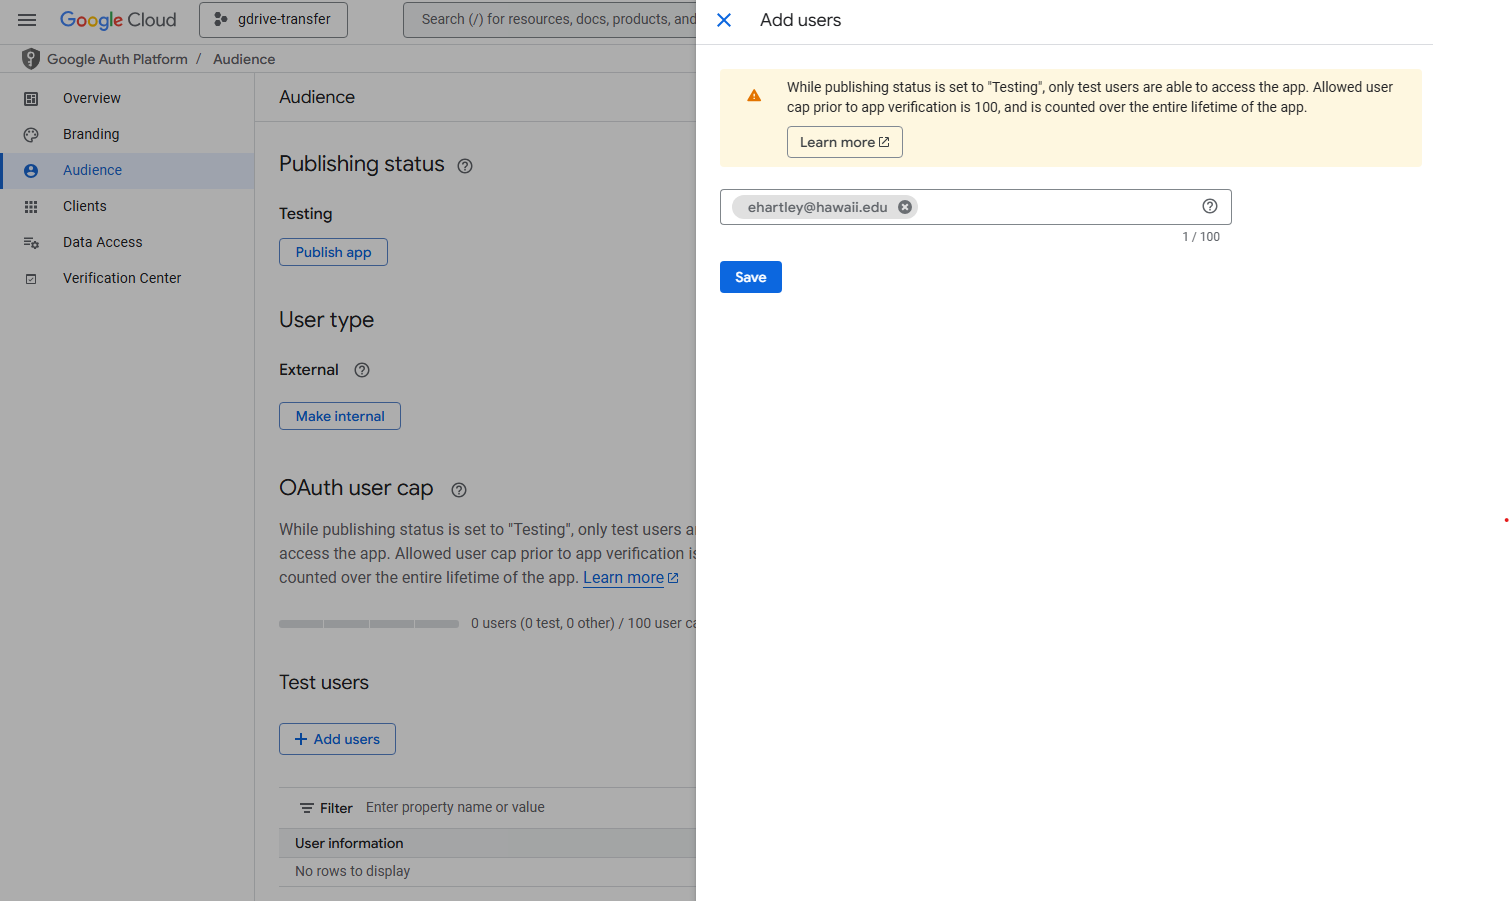 Google Cloud
gdrive-transfer
Search (/) for resources, docs, products, and
Google Auth Platform / Audience
Overview
Branding
Audience
Clients
Data Access
Verification Center
Audience
Publishing status
Testing
Publish app
User type
External
Make internal
OAuth user cap
While publishing status is set to "Testing", only test users a
access the app. Allowed user cap prior to app verification is
counted over the entire lifetime of the app. Learn more
0 users (0 test, 0 other) / 100 user ca
Test users
+ Add users
Filter Enter property name or value
User information
No rows to display
Add users
While publishing status is set to "Testing", only test users are able to access the app. Allowed user
cap prior to app verification is 100, and is counted over the entire lifetime of the app.
Learn more
ehartley@hawaii.edu
1 / 100
Save